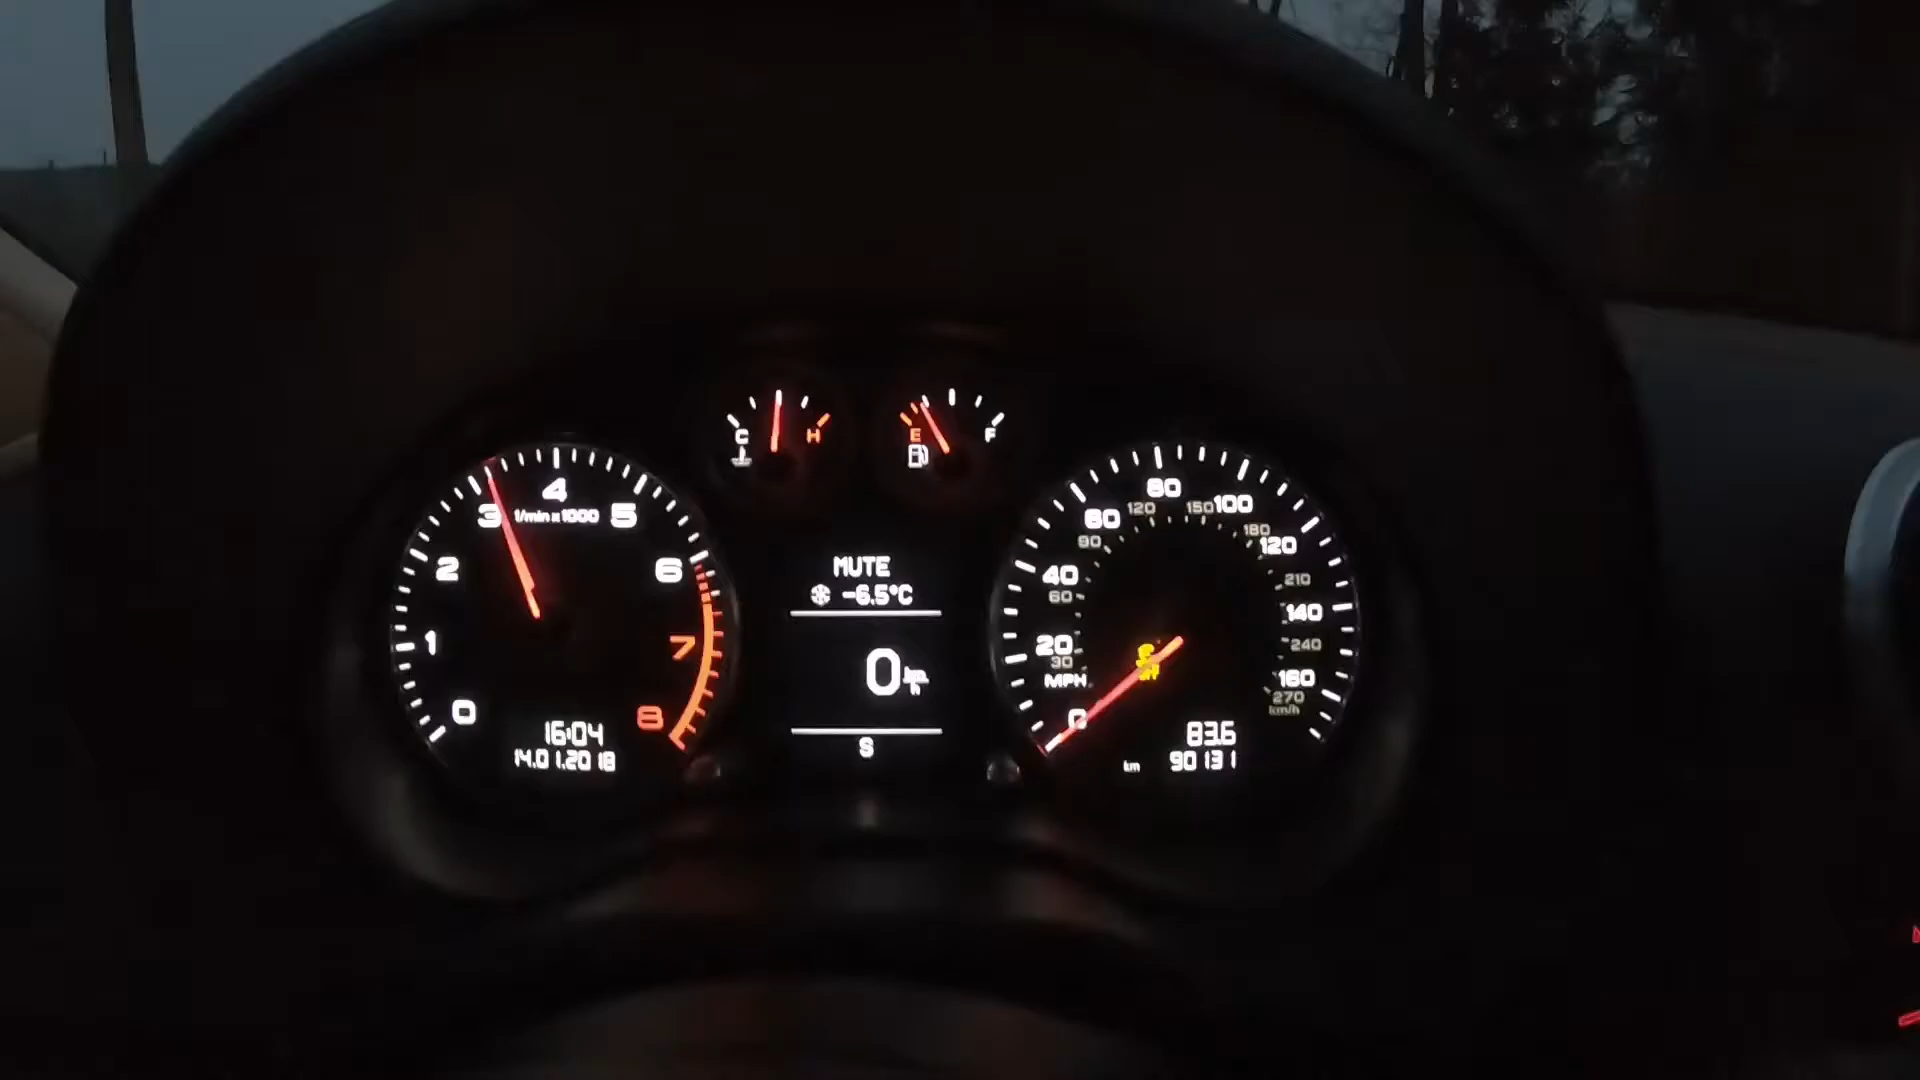 C H
E F
0 1 2 3 4 5 6 7 8
1/min x 1000
16:04
14.01.2018
MUTE
-6.5°C
0 km/h
S
0 20 40 60 80 100 120 140 160
MPH
30 60 90 120 150 180 210 240 270
km/h
83.6
km 90131